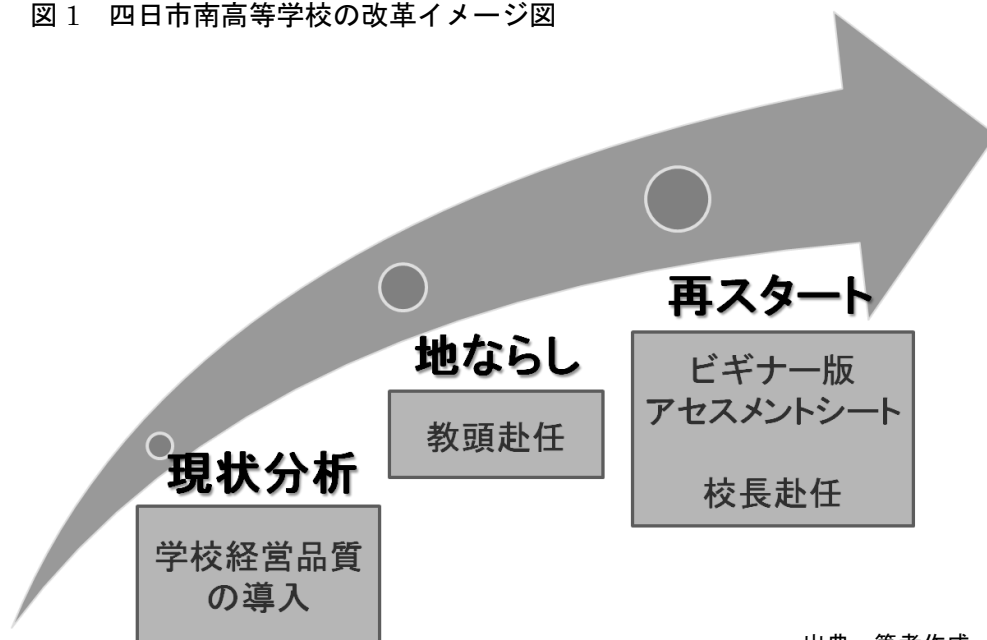 図1 四日市南高等学校の改革イメージ図
再スタート
ビギナー版
アセスメントシート
校長赴任
地ならし
教頭赴任
現状分析
学校経営品質
の導入